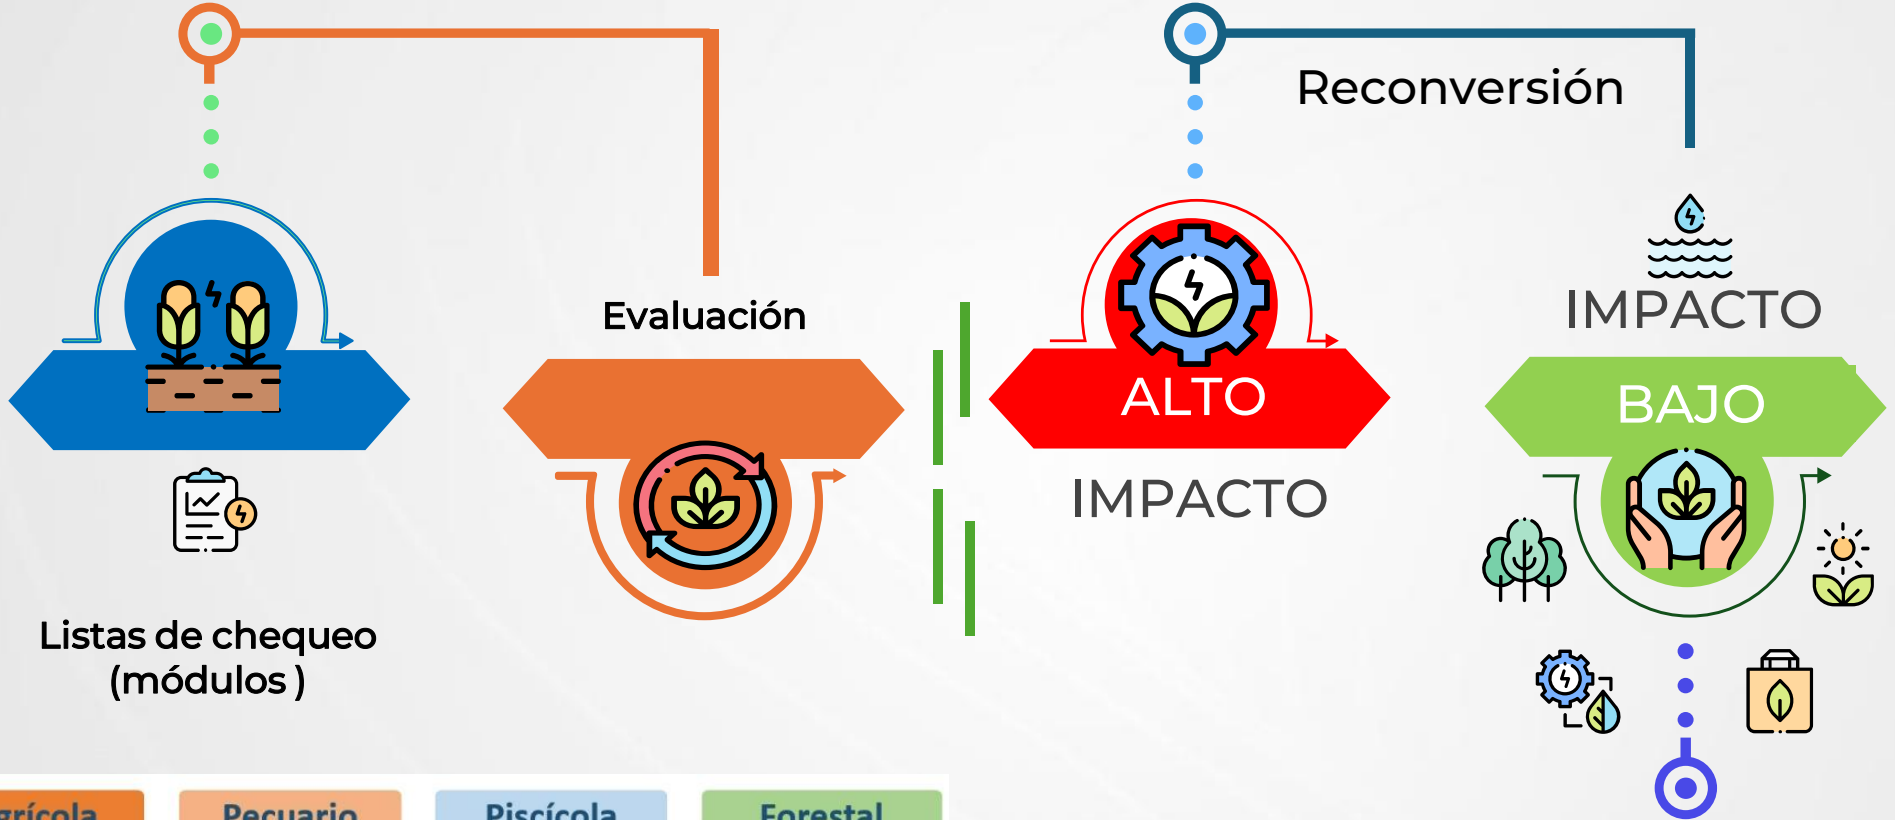 Reconversión
Evaluación
IMPACTO
ALTO
BAJO
IMPACTO
Listas de chequeo
(módulos )
Pecuario
Piscícola
Forestal